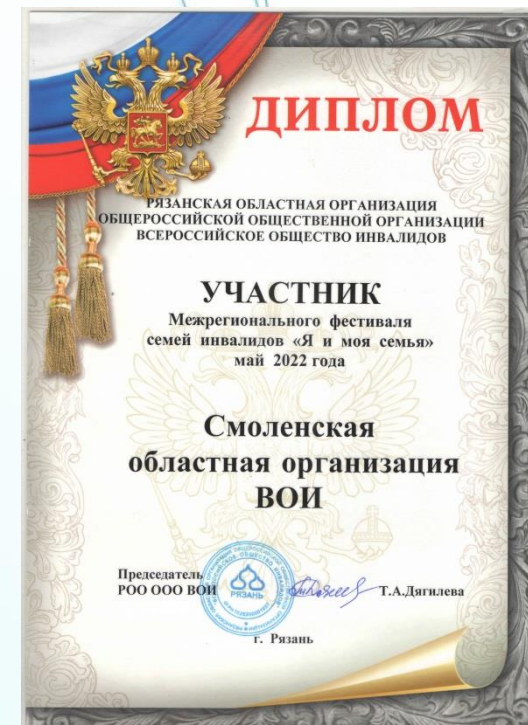 ДИПЛОМ
РЯЗАНСКАЯ ОБЛАСТНАЯ ОРГАНИЗАЦИЯ
ОБЩЕРОССИЙСКОЙ ОБЩЕСТВЕННОЙ ОРГАНИЗАЦИИ
ВСЕРОССИЙСКОЕ ОБЩЕСТВО ИНВАЛИДОВ
УЧАСТНИК
Межрегионального фестиваля
семей инвалидов «Я и моя семья»
май 2022 года
Смоленская
областная организация
ВОИ
Председатель
РОО ООО ВОИ
РЯЗАНЬ
Т.А.Дягилева
г. Рязань